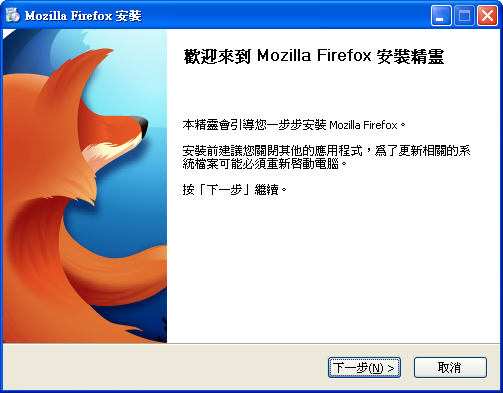 Mozilla Firefox 安裝
歡迎來到 Mozilla Firefox 安裝精靈
本精靈會引導您一步步安裝 Mozilla Firefox。
安裝前建議您關閉其他的應用程式，為了更新相關的系
統檔案可能必須重新啓動電腦。
按「下一步」繼續。
下一步(N) >
取消